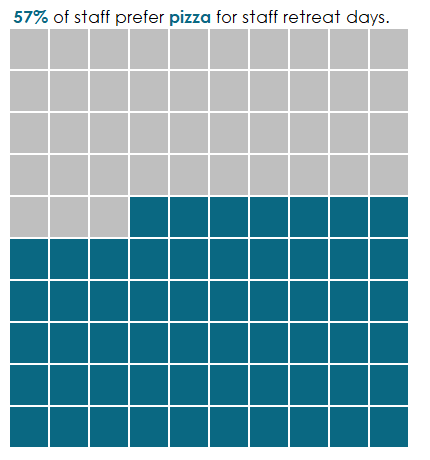 57% of staff prefer pizza for staff retreat days.